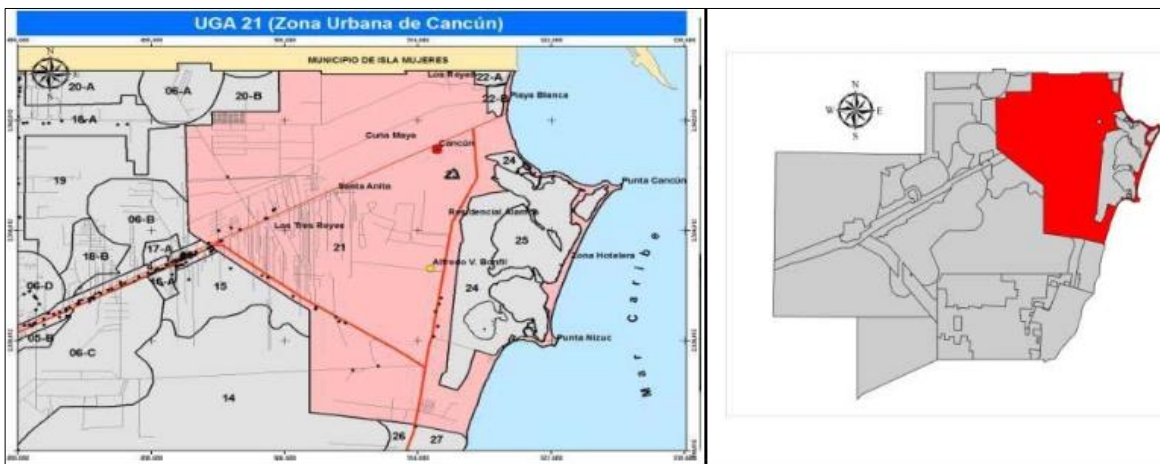 UGA 21 (Zona Urbana de Cancún)
MUNICIPIO DE ISLA MUJERES
N
Los Reyes
22-A
20-A
06-A
20-B
22-B
Playa Blanca
18-A
Cuna Maya
Cancún
24
19
Santa Anita
Punta Cancún
06-B
Residencial Alamos
Los Tres Reyes
21
25
17-A
18-B
Zona Hotelera
Alfredo V. Bonfil
06-D
16-A
15
24
05-B
Punta Nizuc
06-C
14
Mar Caribe
26
27
N
W
E
S